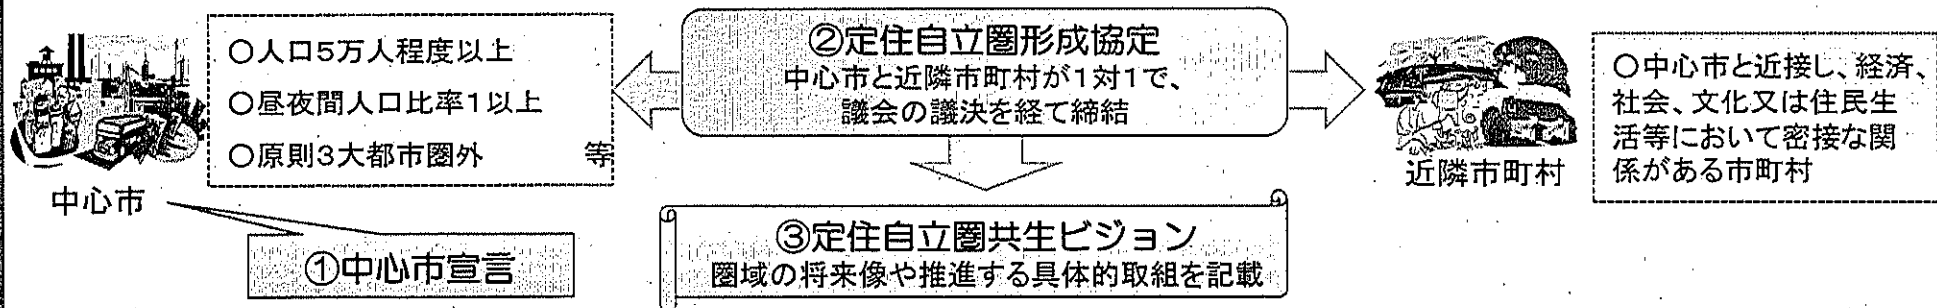 ○人口5万人程度以上
○昼夜間人口比率1以上
○原則3大都市圏外 等
中心市
①中心市宣言
②定住自立圏形成協定
中心市と近隣市町村が1対1で、
議会の議決を経て締結
③定住自立圏共生ビジョン
圏域の将来像や推進する具体的取組を記載
近隣市町村
○中心市と近接し、経済、
社会、文化又は住民生
活等において密接な関
係がある市町村